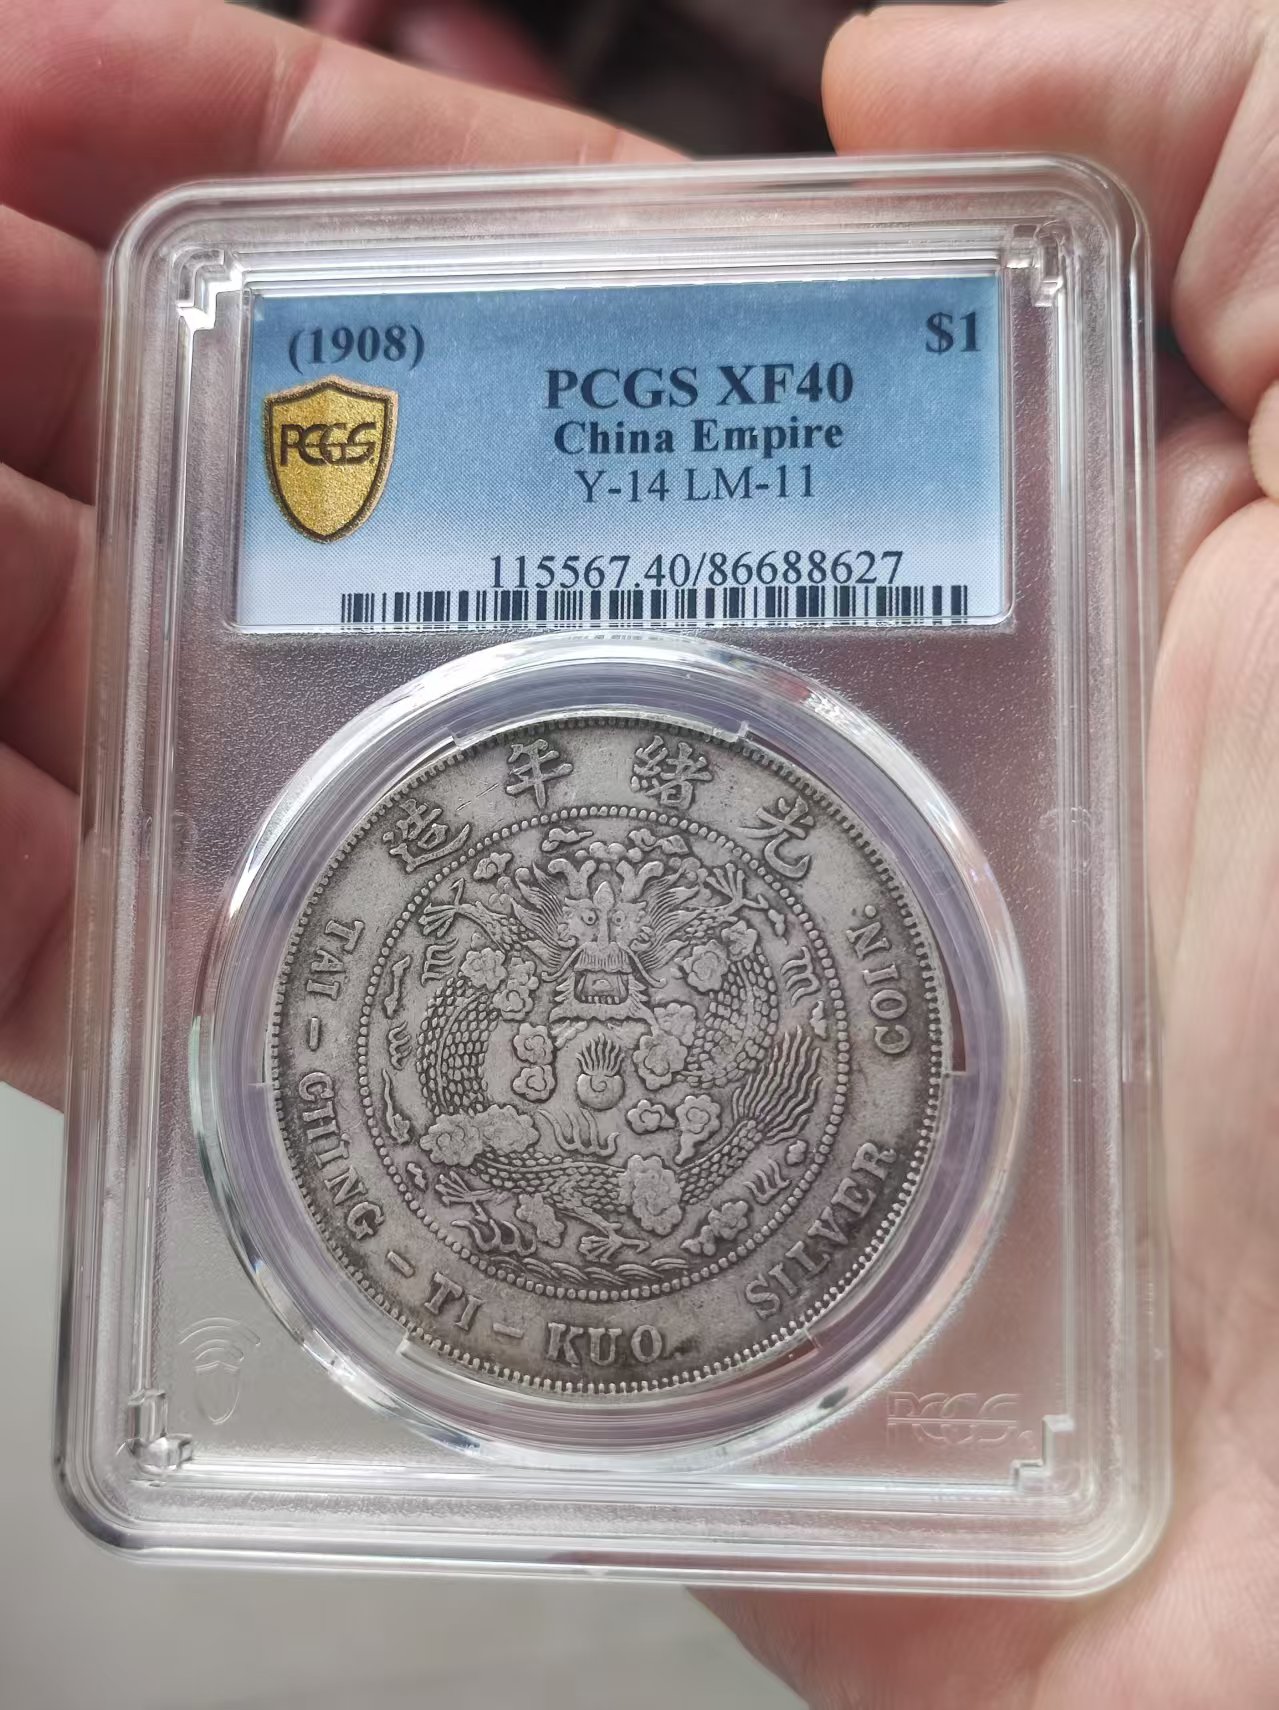 (1908)
$1
PCGS XF40
China Empire
Y-14 LM-11
PCGS
115567.40/86688627
造年緒光
TAI-CHING-TI-KUO.
SILVER COIN.
PCGS